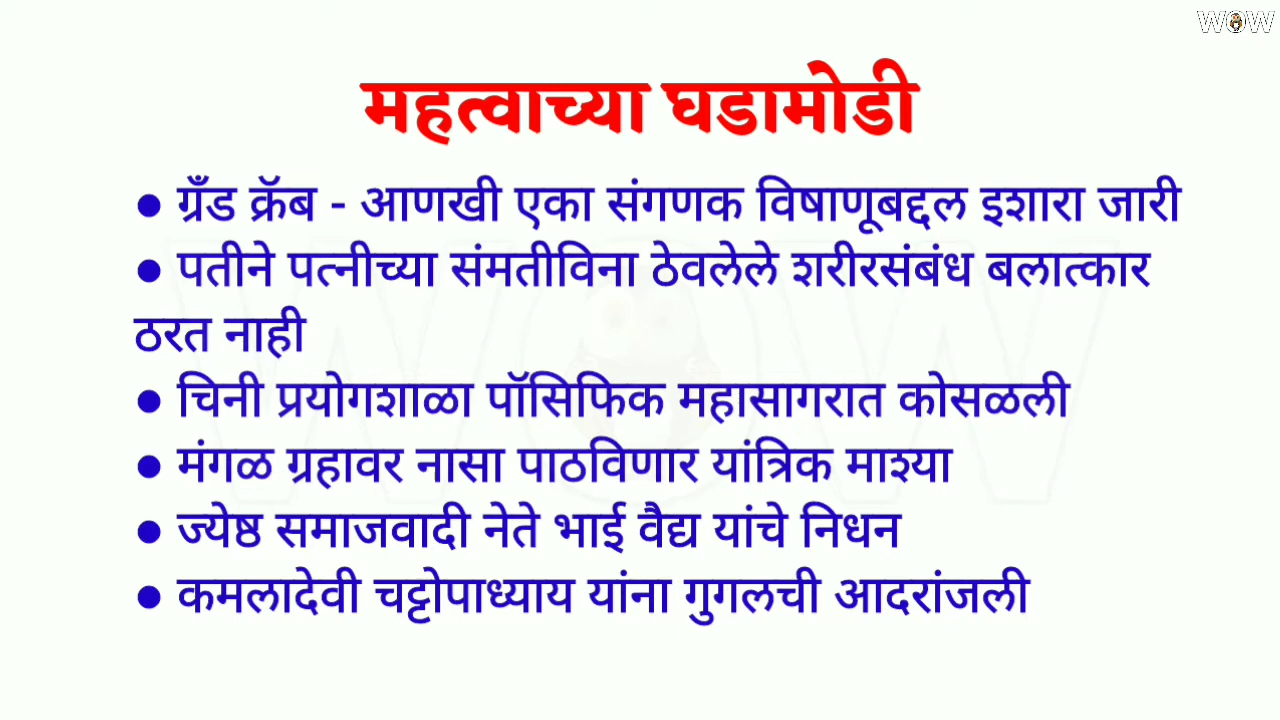 WOW
महत्वाच्या घडामोडी
● ग्रँड क्रॅब - आणखी एका संगणक विषाणूबद्दल इशारा जारी
● पतीने पत्नीच्या संमतीविना ठेवलेले शरीरसंबंध बलात्कार
ठरत नाही
● चिनी प्रयोगशाळा पॉसिफिक महासागरात कोसळली
● मंगळ ग्रहावर नासा पाठविणार यांत्रिक माश्या
● ज्येष्ठ समाजवादी नेते भाई वैद्य यांचे निधन
● कमलादेवी चट्टोपाध्याय यांना गुगलची आदरांजली